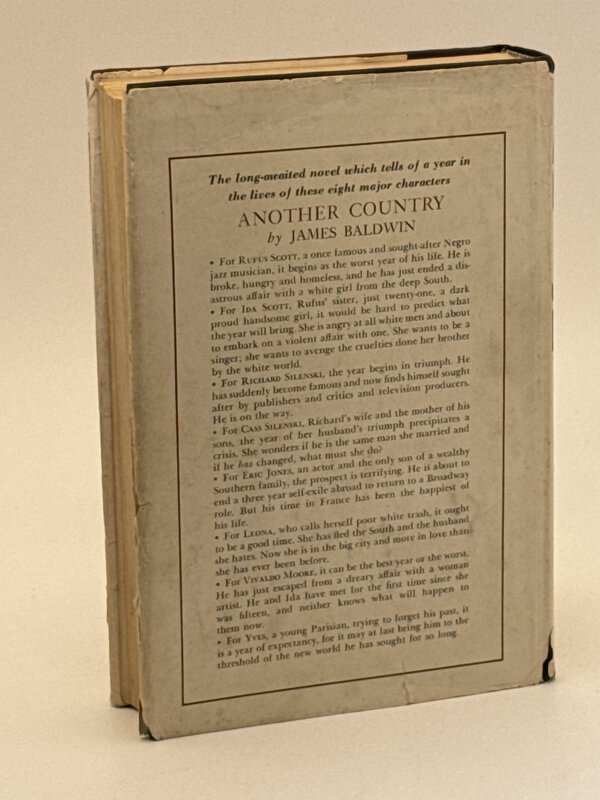 The long-awaited novel which tells of a year in
the lives of these eight major characters
ANOTHER COUNTRY
by JAMES BALDWIN
• For RUFUS SCOTT, a once famous and sought-after Negro
jazz musician, it begins as the worst year of his life. He is
broke, hungry and homeless, and he has just ended a dis-
astrous affair with a white girl from the deep South.
• For IDA SCOTT, Rufus' sister, just twenty-one, a dark
proud handsome girl, it would be hard to predict what
the year will bring. She is angry at all white men and about
to embark on a violent affair with one. She wants to be a
singer; she wants to avenge the cruelties done her brother
by the white world.
• For RICHARD SILENSKI, the year begins in triumph. He
has suddenly become famous and now finds himself sought
after by publishers and critics and television producers.
He is on the way.
• For CASS SILENSKI, Richard's wife and the mother of his
sons, the year of her husband's triumph precipitates a
crisis. She wonders if he is the same man she married and
if he has changed, what must she do?
• For ERIC JONES, an actor and the only son of a wealthy
Southern family, the prospect is terrifying. He is about to
end a three year self-exile abroad to return to a Broadway
role. But his time in France has been the happiest of
his life.
• For LEONA, who calls herself poor white trash, it ought
to be a good time. She has fled the South and the husband
she hates. Now she is in the big city and more in love than
she has ever been before.
• For VIVALDO MOORE, it can be the best year or the worst.
He has just escaped from a dreary affair with a woman
artist. He and Ida have met for the first time since she
was fifteen, and neither knows what will happen to
them now.
• For YVES, a young Parisian, trying to forget his past, it
is a year of expectancy, for it may at last bring him to the
threshold of the new world he has sought for so long.